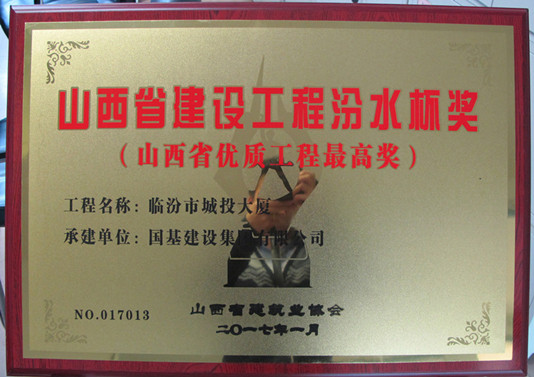 山西省建设工程汾水杯奖
（山西省优质工程最高奖）
工程名称：临汾市城投大厦
承建单位：国基建设集团有限公司
NO.017013
山西省建筑业协会
二〇一七年一月